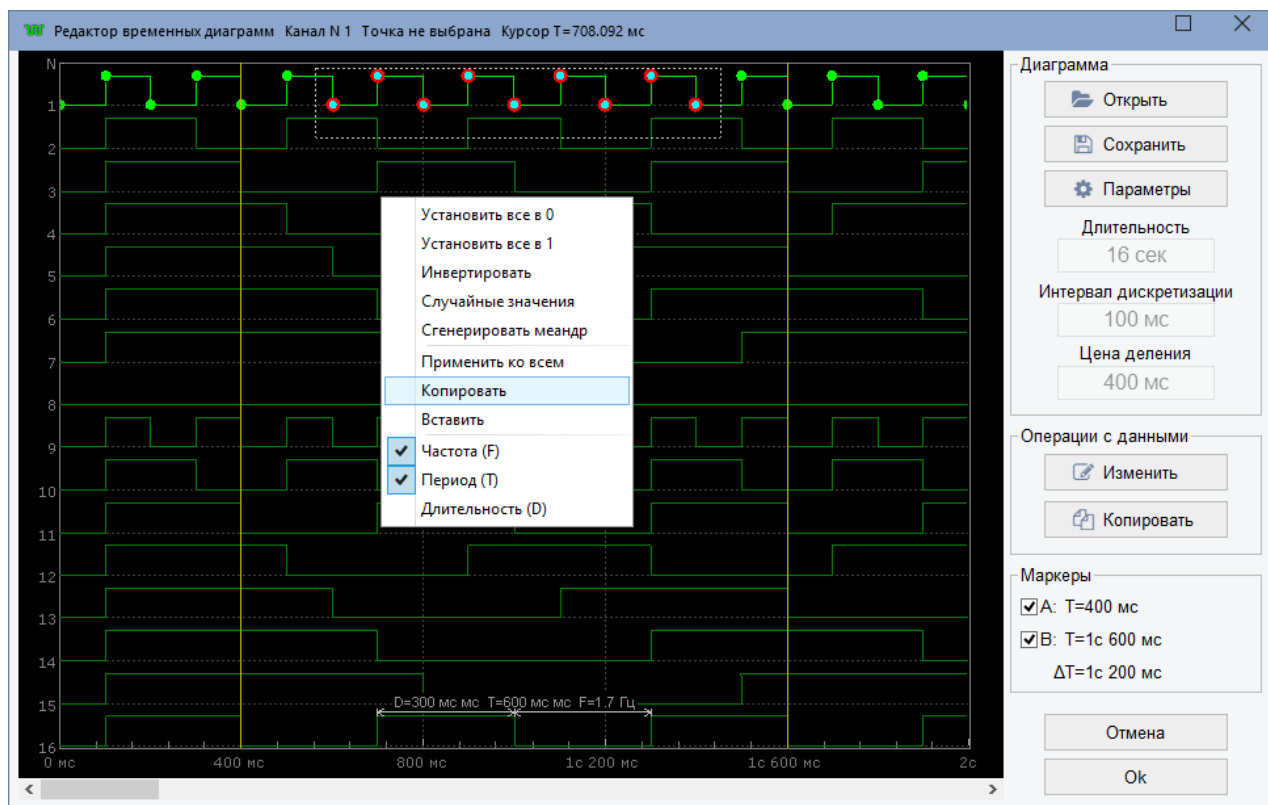 Редактор временных диаграмм Канал N 1 Точка не выбрана Курсор T=708.092 мс
N
1
2
3
4
5
6
7
8
9
10
11
12
13
14
15
16
Установить все в 0
Установить все в 1
Инвертировать
Случайные значения
Сгенерировать меандр
Применить ко всем
Копировать
Вставить
Частота (F)
Период (T)
Длительность (D)
D=300 мс мс T=600 мс мс F=1.7 Гц
0 мс 400 мс 800 мс 1с 200 мс 1с 600 мс 2с
Диаграмма
Открыть
Сохранить
Параметры
Длительность
16 сек
Интервал дискретизации
100 мс
Цена деления
400 мс
Операции с данными
Изменить
Копировать
Маркеры
A: T=400 мс
B: T=1с 600 мс
ΔT=1с 200 мс
Отмена
Ok